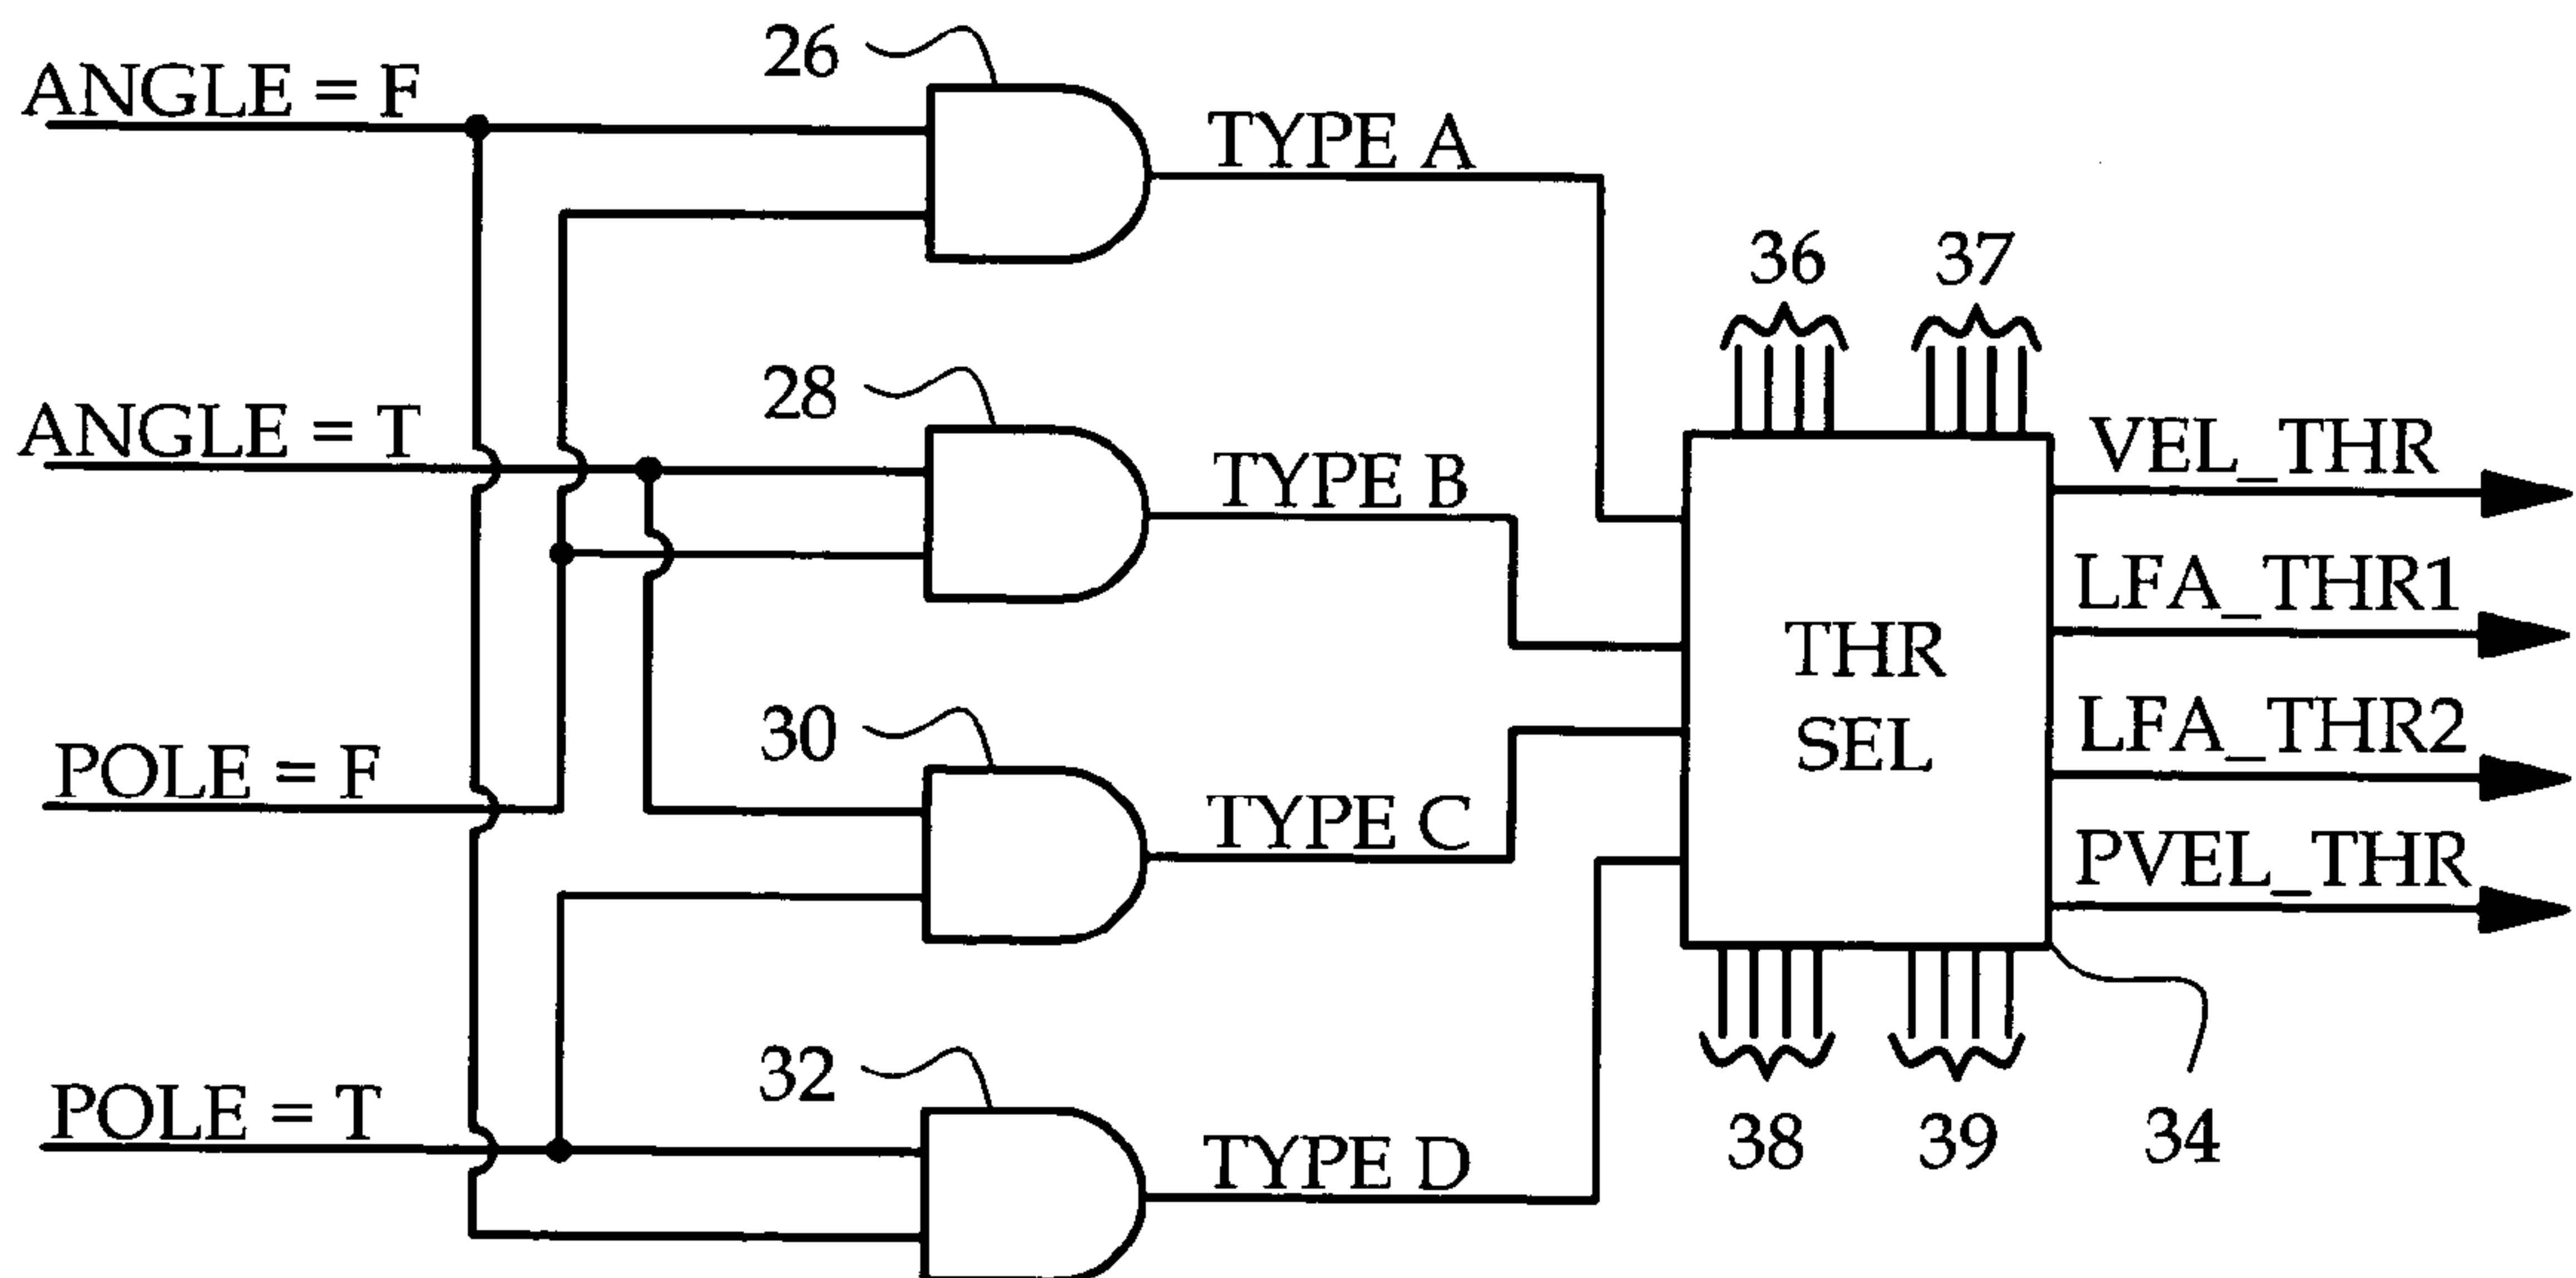 26
ANGLE = F
TYPE A
36
37
28
ANGLE = T
TYPE B
VEL_THR
LFA_THR1
THR
SEL
30
POLE = F
TYPE C
LFA_THR2
PVEL_THR
32
POLE = T
TYPE D
38
39
34